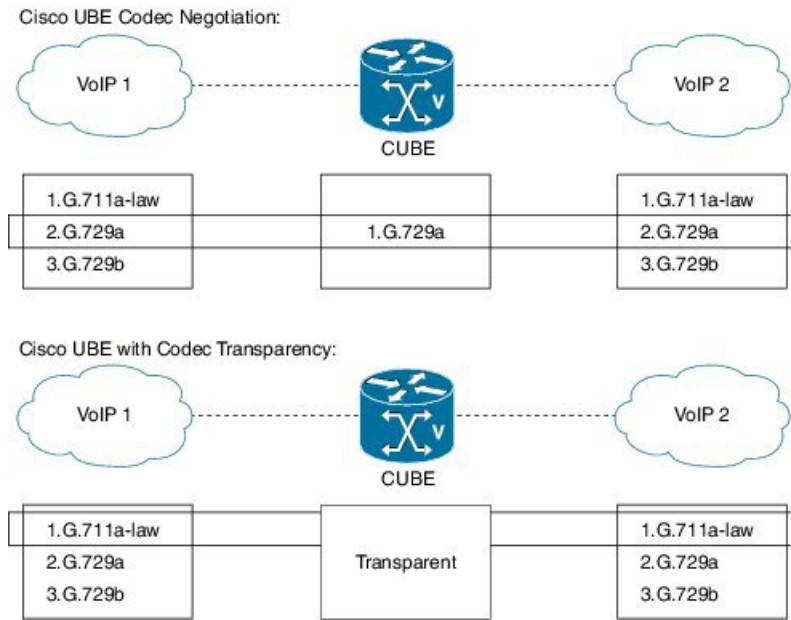 Cisco UBE Codec Negotiation:
VoIP 1
V
VoIP 2
CUBE
1.G.711a-law
2.G.729a
3.G.729b
1.G.729a
1.G.711a-law
2.G.729a
3.G.729b
Cisco UBE with Codec Transparency:
VoIP 1
V
VoIP 2
CUBE
1.G.711a-law
2.G.729a
3.G.729b
Transparent
1.G.711a-law
2.G.729a
3.G.729b